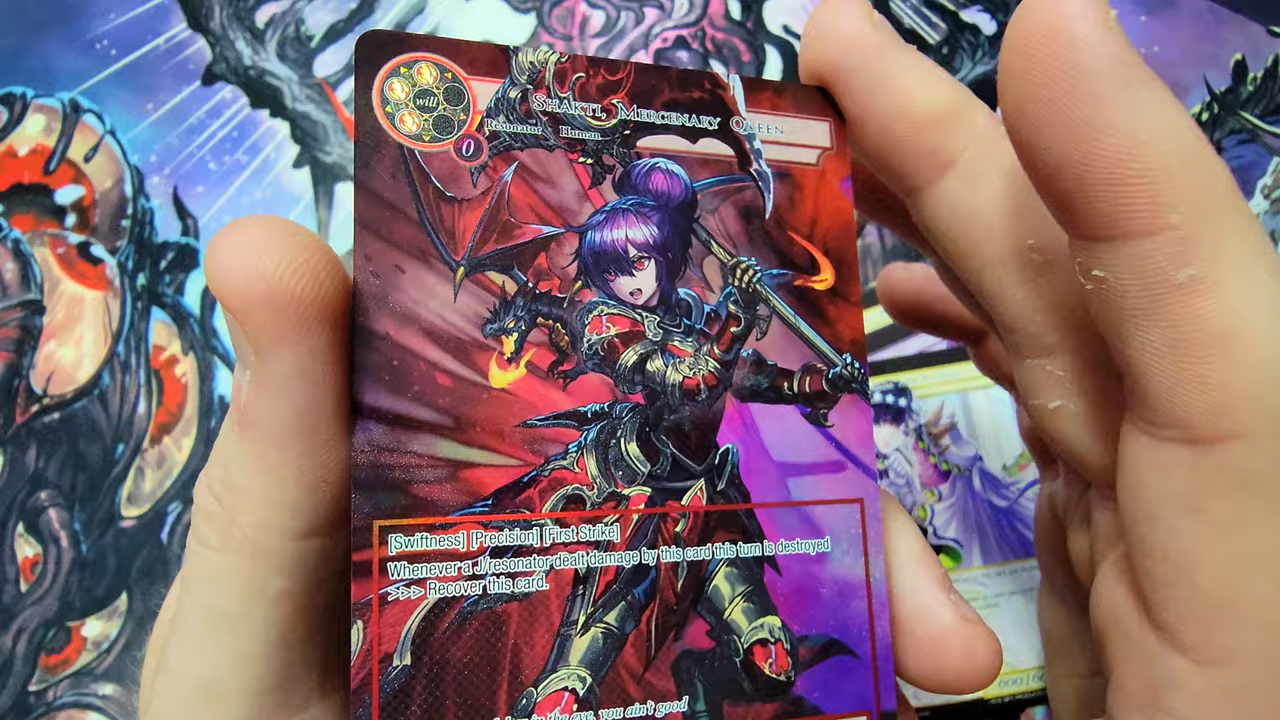 SHAKTI, MERCENARY QUEEN
will
Resonator Human
0
[Swiftness] [Precision] [First Strike]
Whenever a J/resonator dealt damage by this card this turn is destroyed
>>> Recover this card.
in the eye, you ain't good